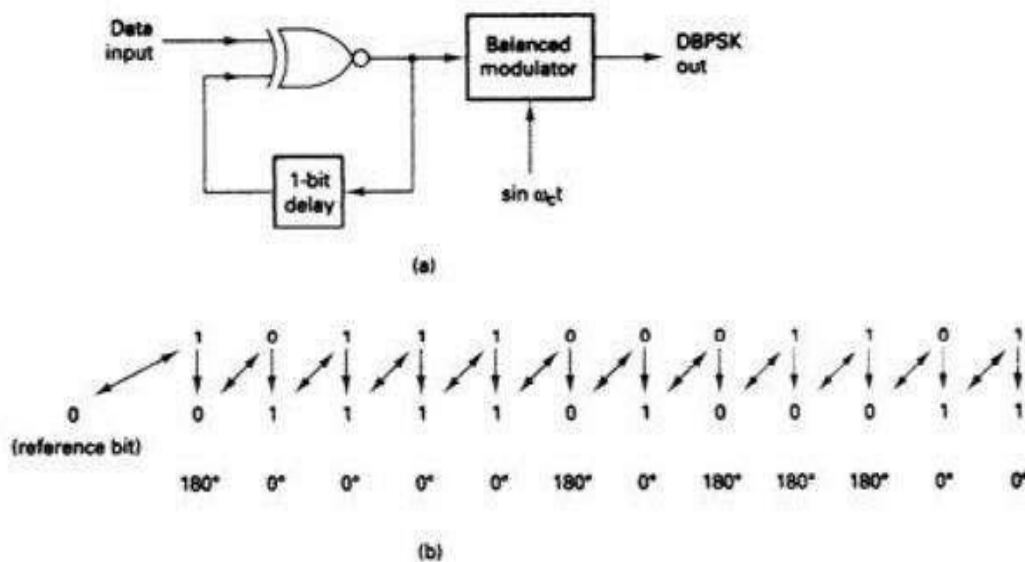 Data
input
Balanced
modulator
DBPSK
out
1-bit
delay
sin ωct
(a)
1 0 1 1 1 0 0 0 1 1 0 1
0 0 1 1 1 1 0 1 0 0 0 1 1
(reference bit)
180° 0° 0° 0° 0° 180° 0° 180° 180° 180° 0° 0°
(b)